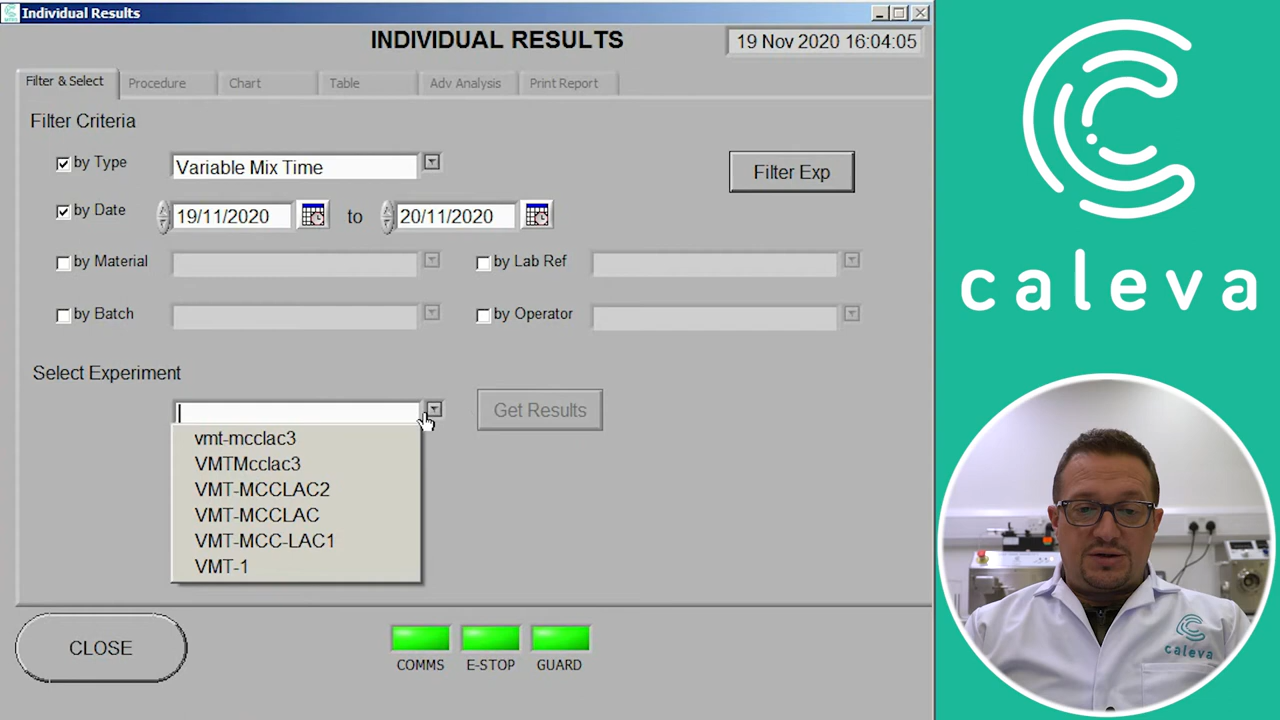 Individual Results
INDIVIDUAL RESULTS
19 Nov 2020 16:04:05
Filter & Select
Procedure
Chart
Table
Adv Analysis
Print Report
Filter Criteria
by Type
Variable Mix Time
Filter Exp
by Date
19/11/2020
to
20/11/2020
by Material
by Lab Ref
by Batch
by Operator
Select Experiment
Get Results
vmt-mcclac3
VMTMcclac3
VMT-MCCLAC2
VMT-MCCLAC
VMT-MCC-LAC1
VMT-1
CLOSE
COMMS
E-STOP
GUARD
caleva
caleva